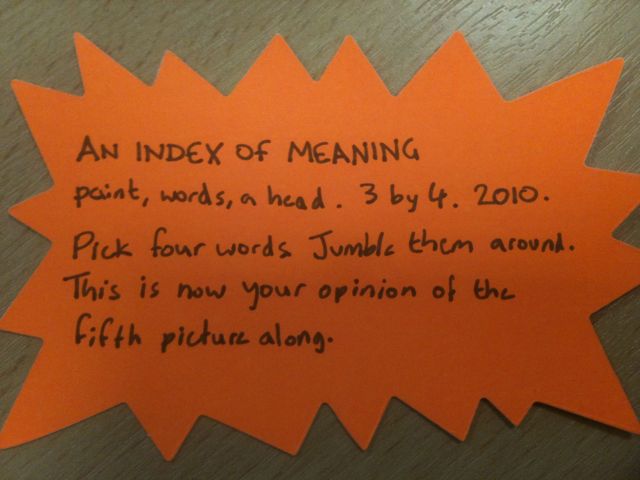 AN INDEX OF MEANING
paint, words, a head. 3 by 4. 2010.
Pick four words. Jumble them around.
This is now your opinion of the
fifth picture along.